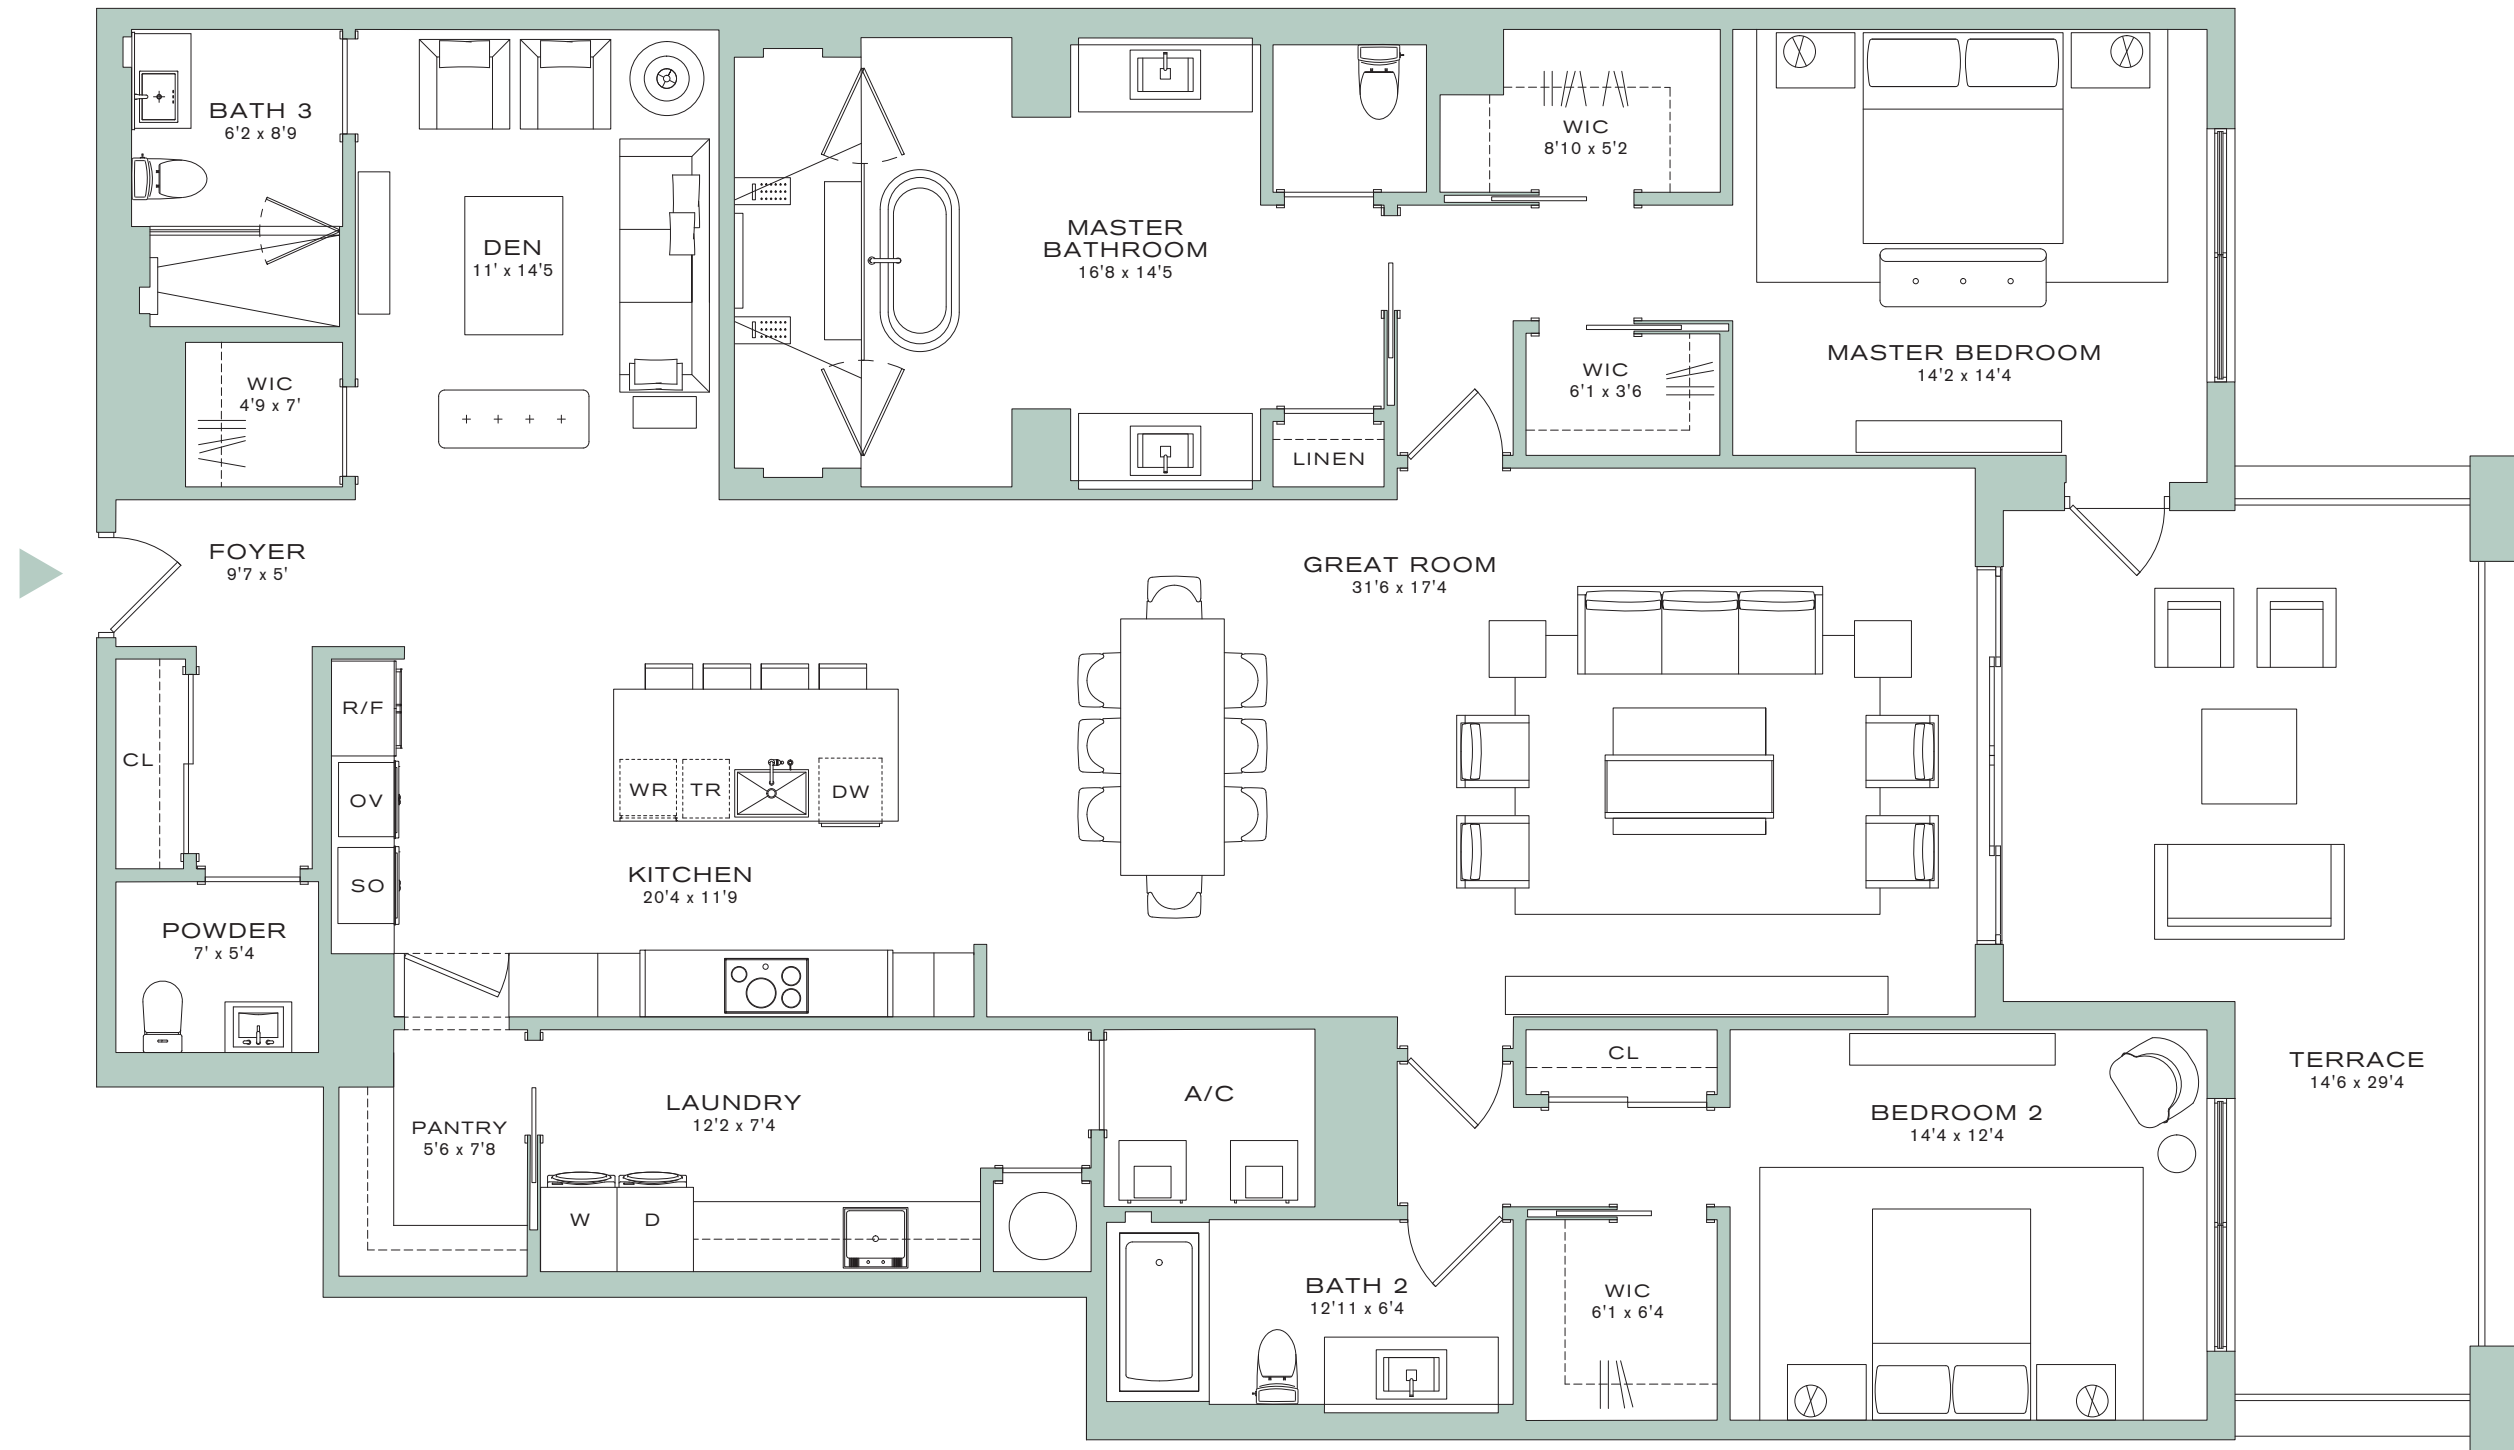 BATH 3
6'2 x 8'9
DEN
11' x 14'5
MASTER
BATHROOM
16'8 x 14'5
WIC
8'10 x 5'2
WIC
4'9 x 7'
WIC
6'1 x 3'6
MASTER BEDROOM
14'2 x 14'4
LINEN
FOYER
9'7 x 5'
GREAT ROOM
31'6 x 17'4
R/F
CL
OV
SO
WR
TR
DW
KITCHEN
20'4 x 11'9
POWDER
7' x 5'4
TERRACE
14'6 x 29'4
CL
A/C
LAUNDRY
12'2 x 7'4
BEDROOM 2
14'4 x 12'4
PANTRY
5'6 x 7'8
W
D
BATH 2
12'11 x 6'4
WIC
6'1 x 6'4